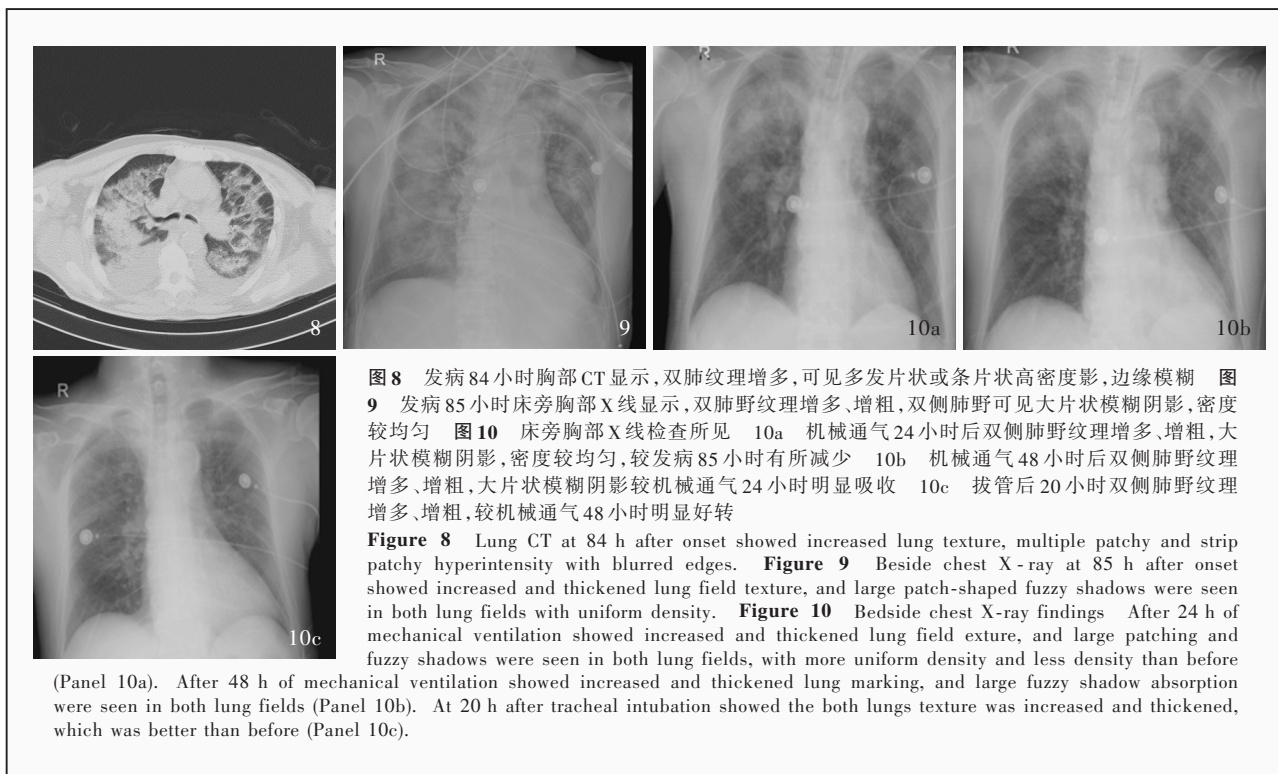 R
R
R
8
9
10a
10b
R
10c
图8 发病84小时胸部CT显示,双肺纹理增多,可见多发片状或条片状高密度影,边缘模糊 图
9 发病85小时床旁胸部X线显示,双肺野纹理增多、增粗,双侧肺野可见大片状模糊阴影,密度
较均匀 图10 床旁胸部X线检查所见 10a 机械通气24小时后双侧肺野纹理增多、增粗,大
片状模糊阴影,密度较均匀,较发病85小时有所减少 10b 机械通气48小时后双侧肺野纹理
增多、增粗,大片状模糊阴影较机械通气24小时明显吸收 10c 拔管后20小时双侧肺野纹理
增多、增粗,较机械通气48小时明显好转
Figure 8 Lung CT at 84 h after onset showed increased lung texture, multiple patchy and strip
patchy hyperintensity with blurred edges. Figure 9 Beside chest X-ray at 85 h after onset
showed increased and thickened lung field texture, and large patch-shaped fuzzy shadows were seen
in both lung fields with uniform density. Figure 10 Bedside chest X-ray findings After 24 h of
mechanical ventilation showed increased and thickened lung field exture, and large patching and
fuzzy shadows were seen in both lung fields, with more uniform density and less density than before
(Panel 10a). After 48 h of mechanical ventilation showed increased and thickened lung marking, and large fuzzy shadow absorption
were seen in both lung fields (Panel 10b). At 20 h after tracheal intubation showed the both lungs texture was increased and thickened,
which was better than before (Panel 10c).